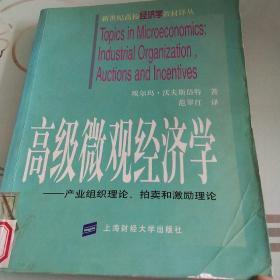 新世纪高校经济学教材译丛
Topics in Microeconomics:
Industrial Organization,
Auctions and Incentives
埃尔玛·沃夫斯岱特 著
范翠红 译
高级微观经济学
——产业组织理论、拍卖和激励理论
上海财经大学出版社